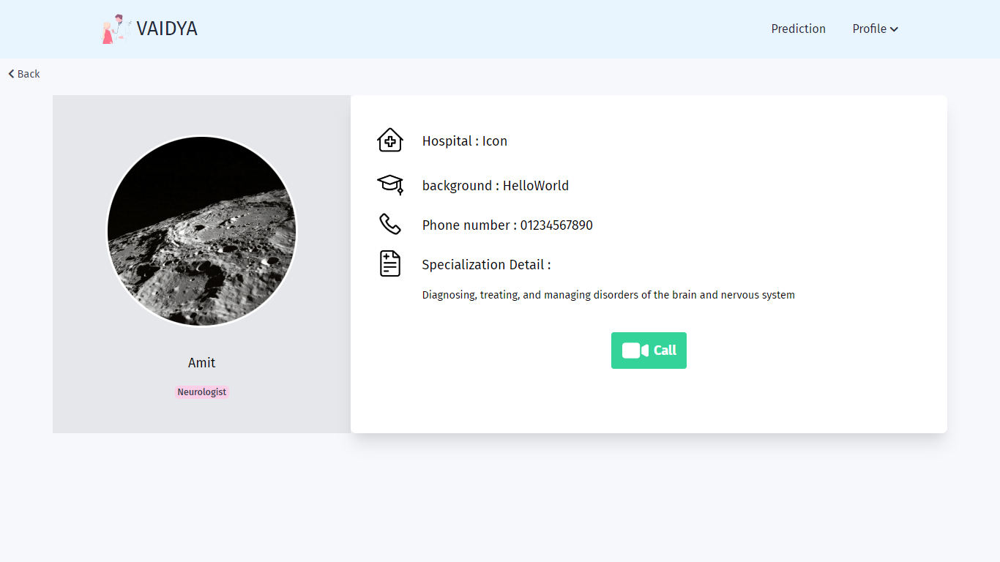 VAIDYA
Prediction
Profile
Back
Amit
Neurologist
Hospital : Icon
background : HelloWorld
Phone number : 01234567890
Specialization Detail :
Diagnosing, treating, and managing disorders of the brain and nervous system
Call